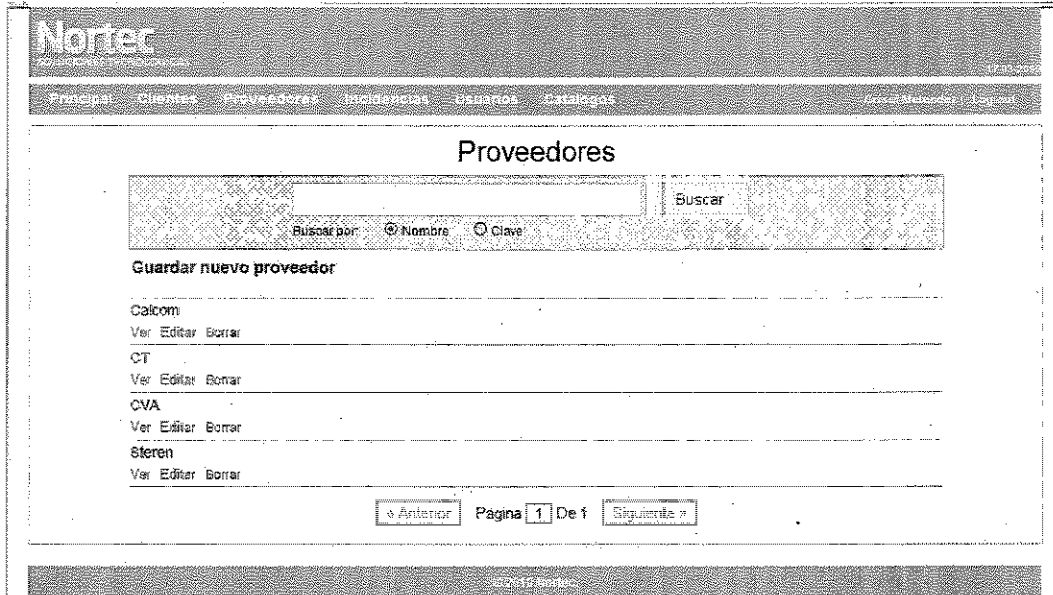 Nortec
Principal Clientes Proveedores Incidencias Usuarios Catálogos
Proveedores
Buscar
Buscar por: Nombre Clave
Guardar nuevo proveedor
Calcom
Ver Editar Borrar
CT
Ver Editar Borrar
CVA
Ver Editar Borrar
Steren
Ver Editar Borrar
« Anterior Pagina 1 De 1 Siguiente »